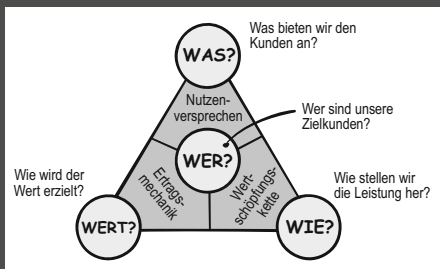 Was bieten wir den
Kunden an?
WAS?
Nutzen-
versprechen
Wer sind unsere
Zielkunden?
WER?
Wie wird der
Wert erzielt?
Ertrags-
mechanik
Wert-
schöpfungs-
kette
Wie stellen wir
die Leistung her?
WERT?
WIE?